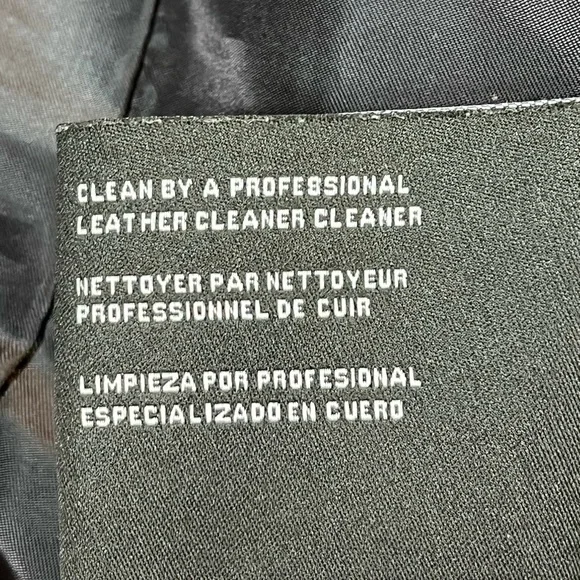 CLEAN BY A PROFESSIONAL
LEATHER CLEANER CLEANER
NETTOYER PAR NETTOYEUR
PROFESSIONNEL DE CUIR
LIMPIEZA POR PROFESIONAL
ESPECIALIZADO EN CUERO